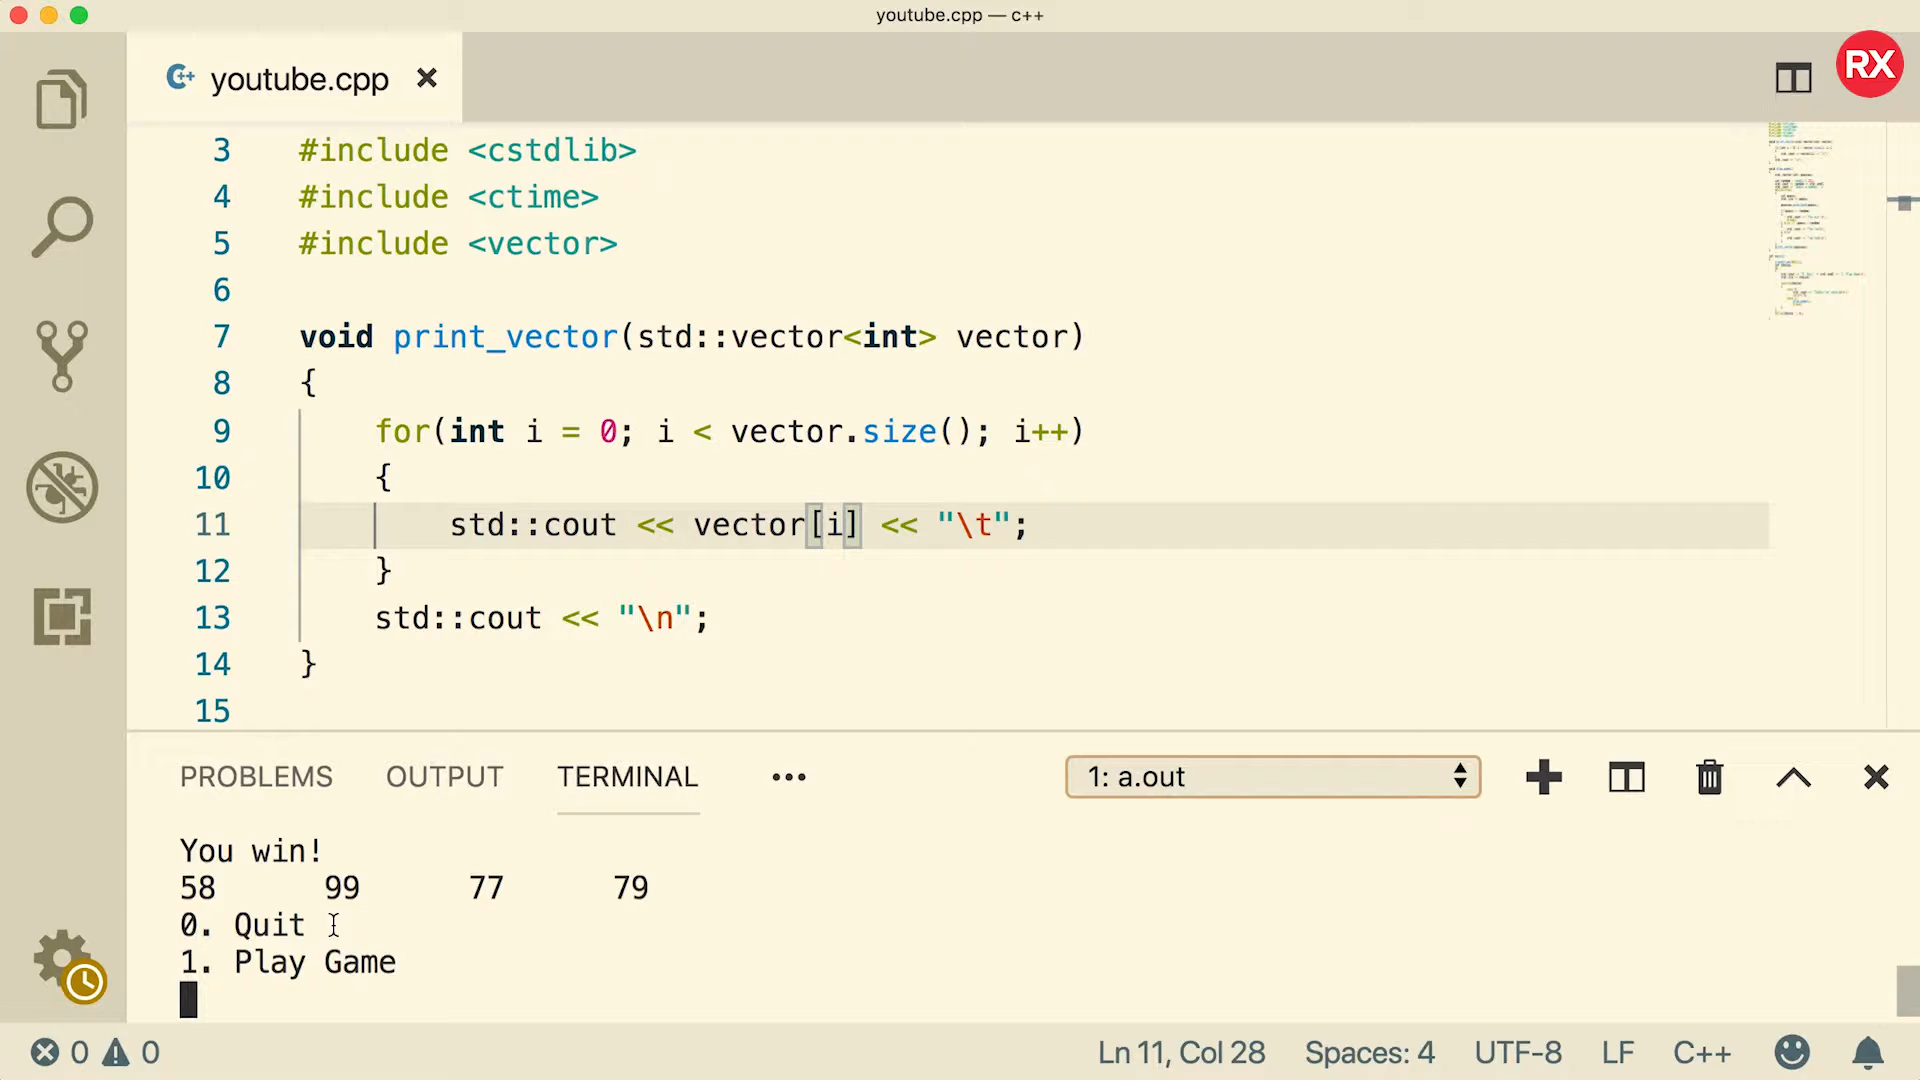 youtube.cpp — c++
youtube.cpp
RX
3 #include <cstdlib>
4 #include <ctime>
5 #include <vector>
6
7 void print_vector(std::vector<int> vector)
8 {
9 for(int i = 0; i < vector.size(); i++)
10 {
11 std::cout << vector[i] << "\t";
12 }
13 std::cout << "\n";
14 }
15
PROBLEMS OUTPUT TERMINAL ••• 1: a.out
You win!
58 99 77 79
0. Quit
1. Play Game
0 0 Ln 11, Col 28 Spaces: 4 UTF-8 LF C++